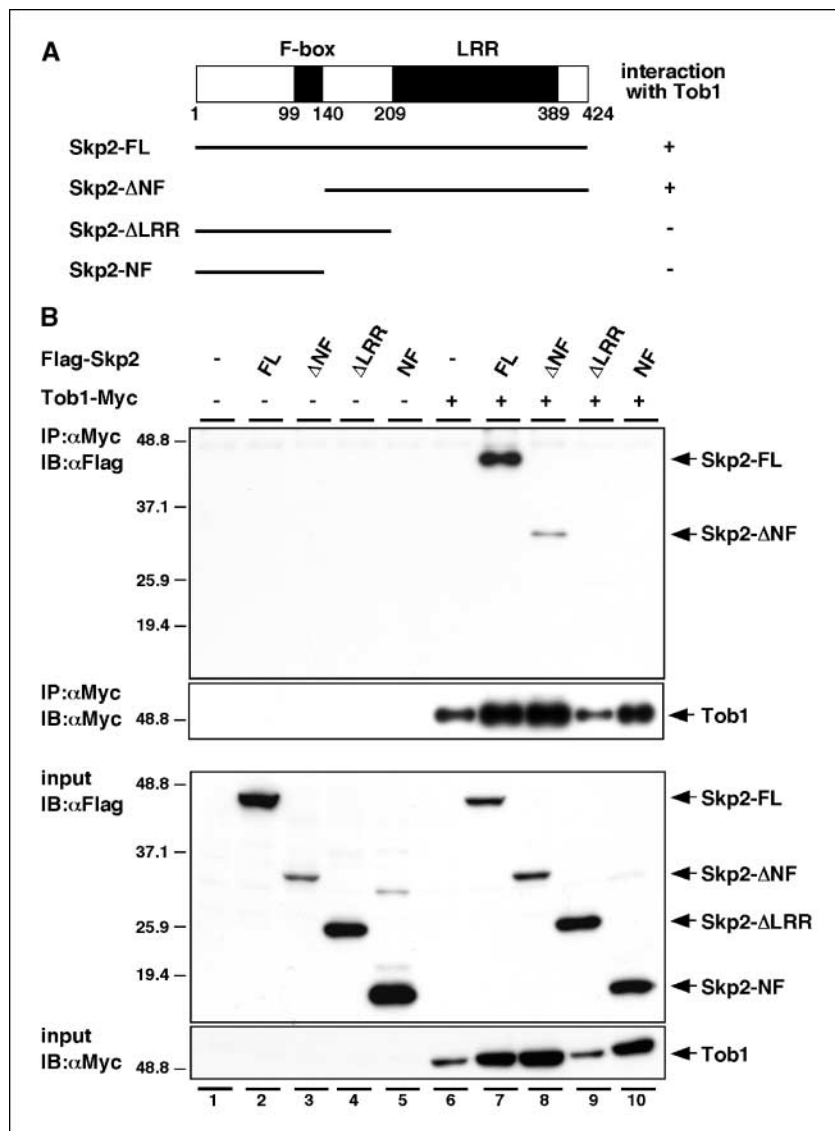 A
F-box LRR
interaction
with Tob1
1 99 140 209 389 424
Skp2-FL +
Skp2-ΔNF +
Skp2-ΔLRR -
Skp2-NF -
B
Flag-Skp2 - FL ΔNF ΔLRR NF - FL ΔNF ΔLRR NF
Tob1-Myc - - - - - + + + + +
IP:αMyc
IB:αFlag
48.8
37.1
25.9
19.4
Skp2-FL
Skp2-ΔNF
IP:αMyc
IB:αMyc
48.8
Tob1
input
IB:αFlag
48.8
37.1
25.9
19.4
Skp2-FL
Skp2-ΔNF
Skp2-ΔLRR
Skp2-NF
input
IB:αMyc
48.8
Tob1
1 2 3 4 5 6 7 8 9 10